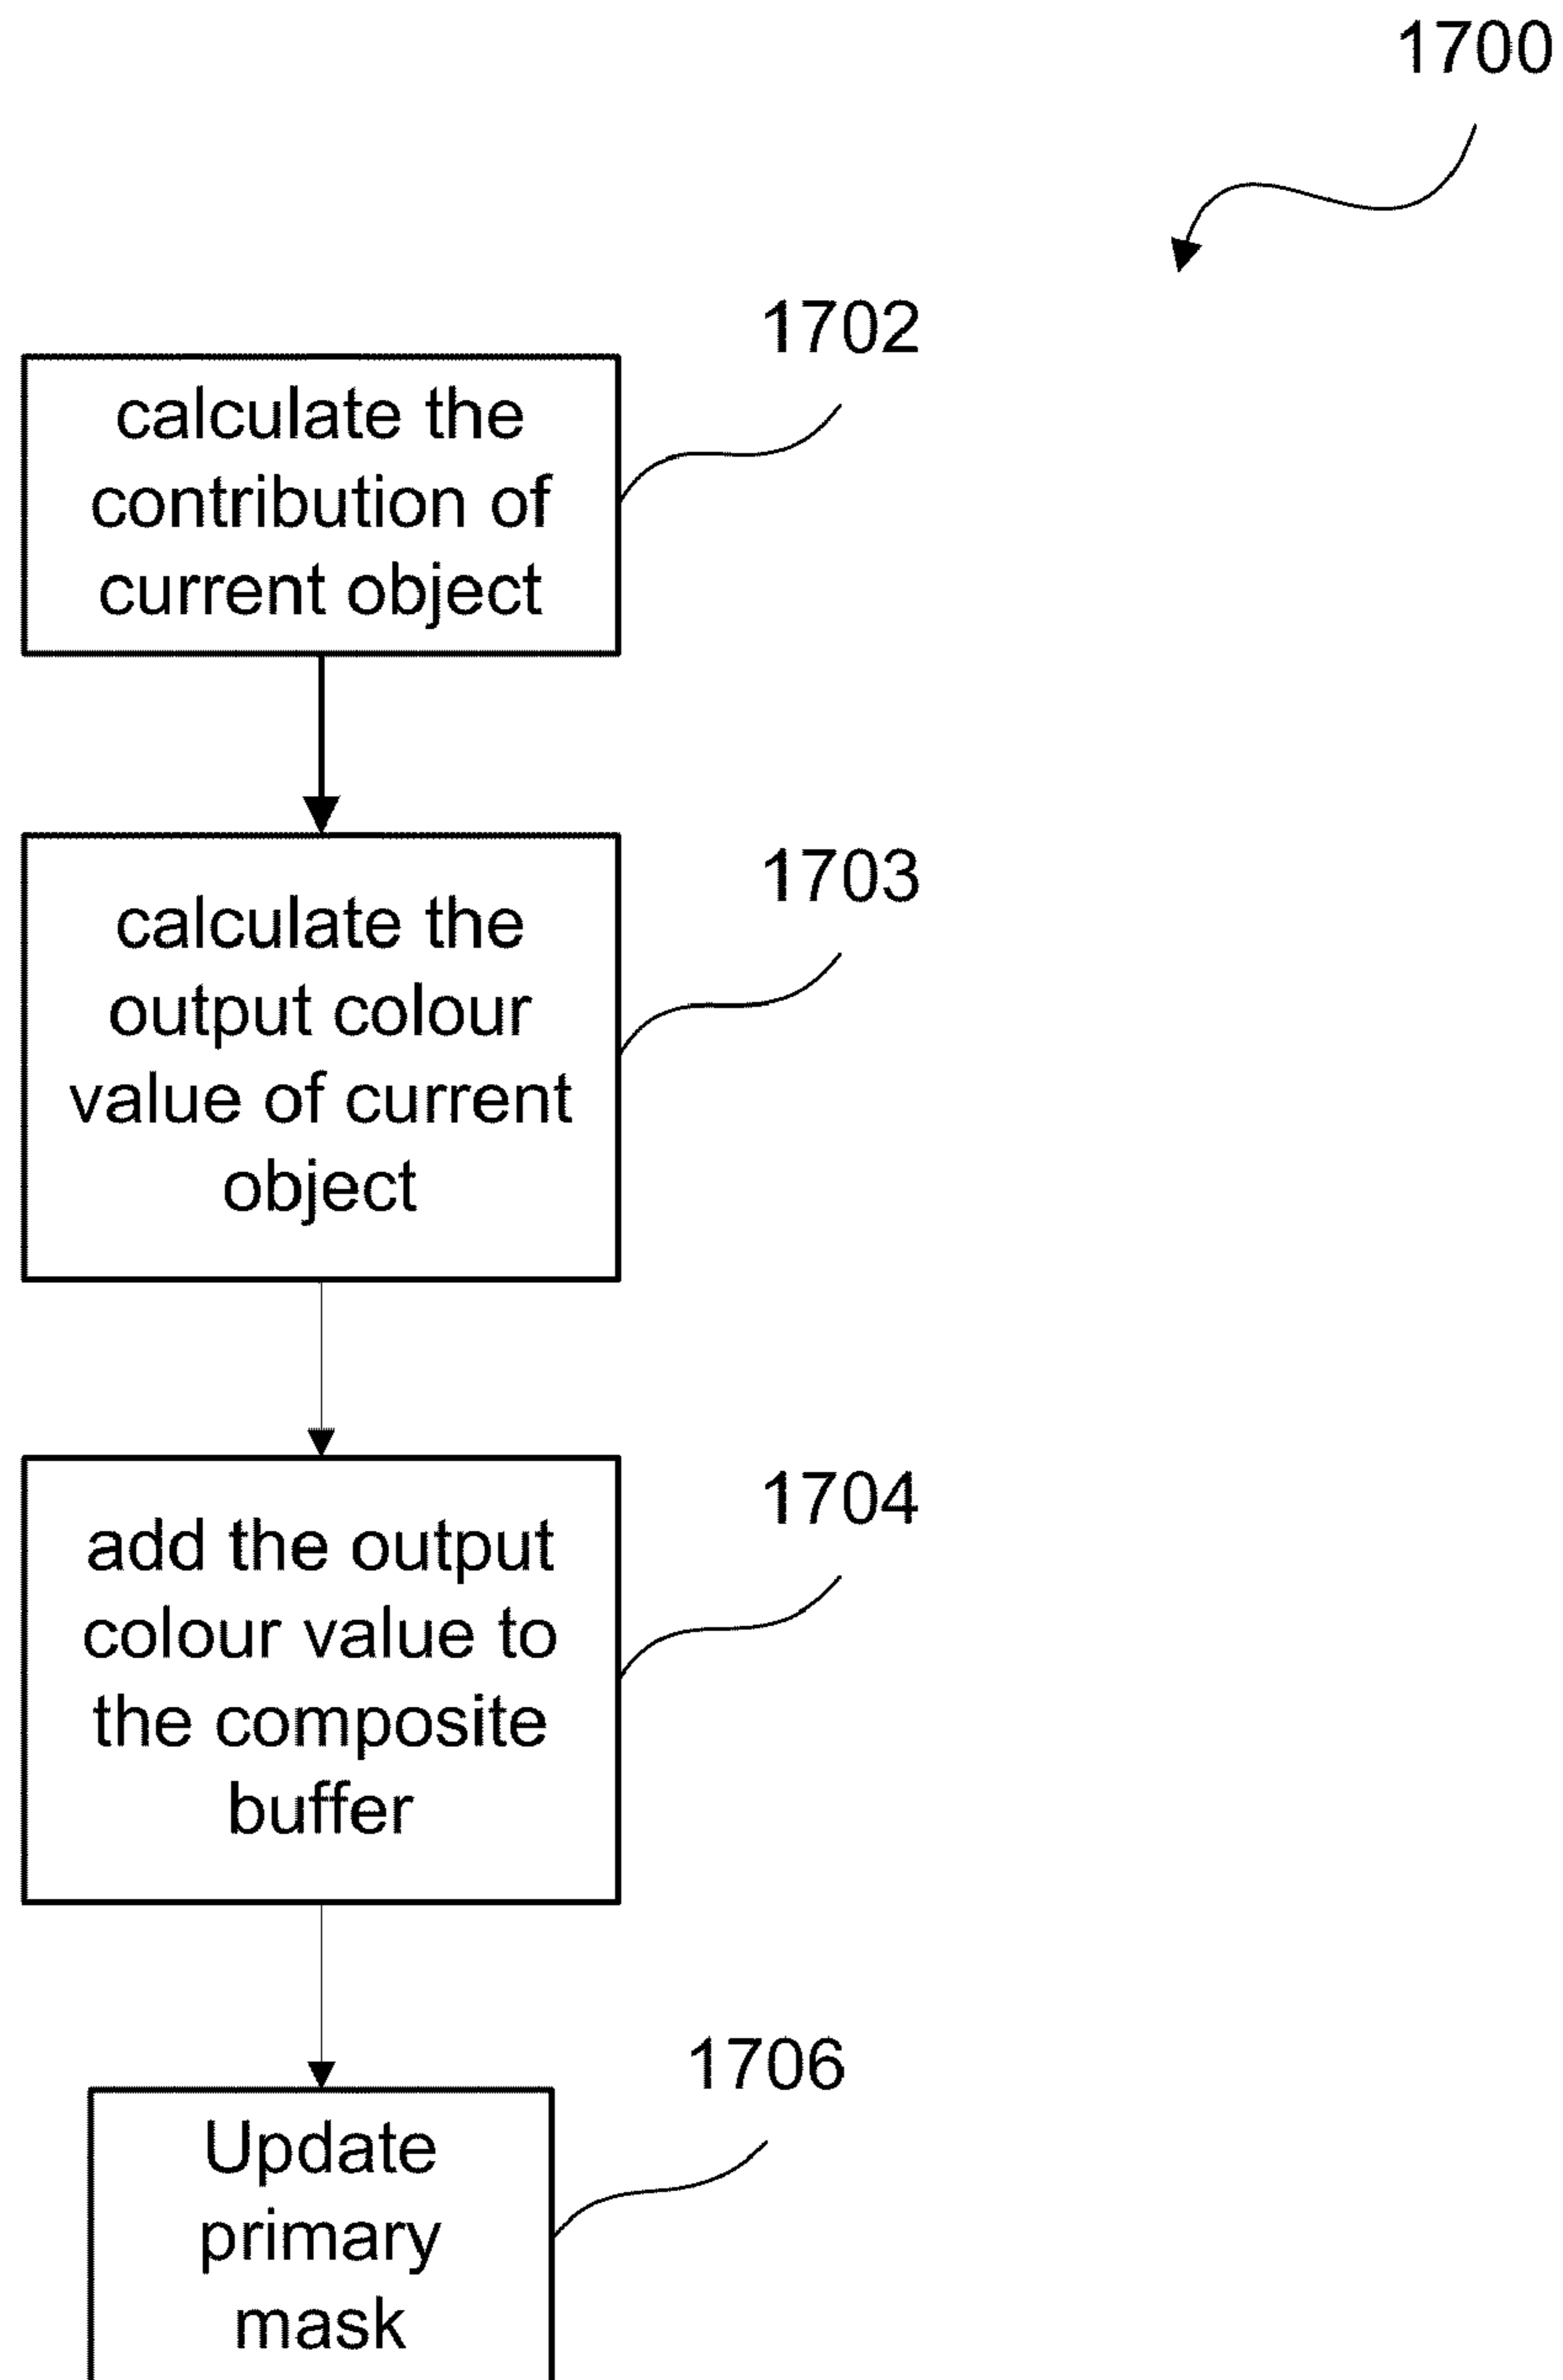 1700
1702
calculate the
contribution of
current object
1703
calculate the
output colour
value of current
object
1704
add the output
colour value to
the composite
buffer
1706
Update
primary
mask